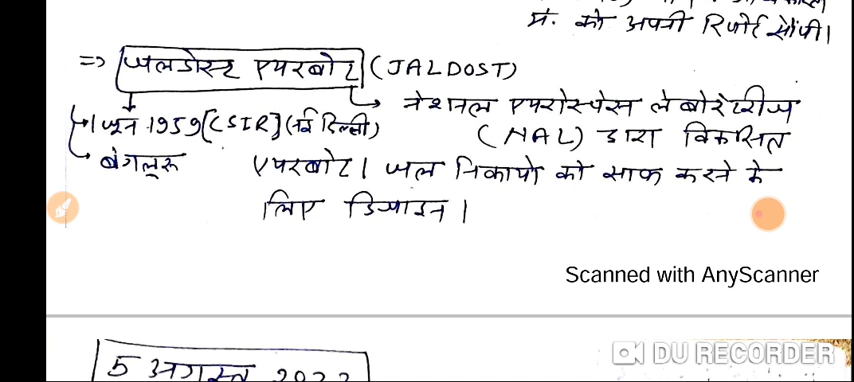 मं. को अपनी रिपोर्ट सौंपी।
=> जलडोस्ट एयरबोट (JALDOST)
नेशनल एयरोस्पेस लेबोरेट्रीज
1 जून 1959 [CSIR] (नई दिल्ली) (NAL) द्वारा विकसित
बंगलूरू एयरबोट। जल निकायो को साफ करने के
लिए डिजाइन।
Scanned with AnyScanner
DU RECORDER
5 अगस्त 2022